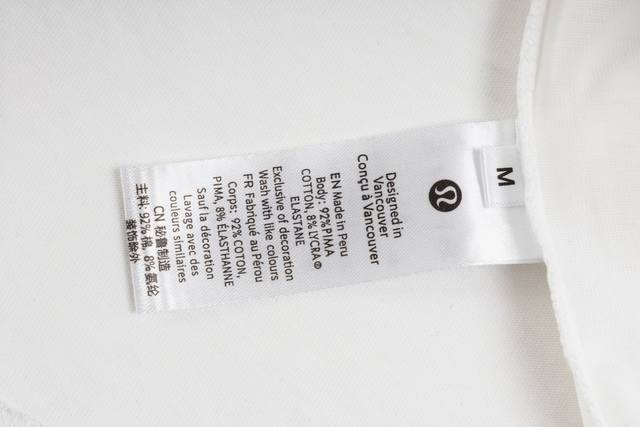 M
Designed in
Vancouver
Conçu à Vancouver
EN Made in Peru
Body: 92% PIMA
COTTON, 8% LYCRA®
ELASTANE
Exclusive of decoration
Wash with like colours
FR Fabriqué au Pérou
Corps: 92% COTON,
PIMA, 8% ÉLASTHANNE
Sauf la décoration
Lavage avec des
couleurs similaires
CN 秘鲁制造
主料: 92% 棉, 8% 氨纶
装饰除外